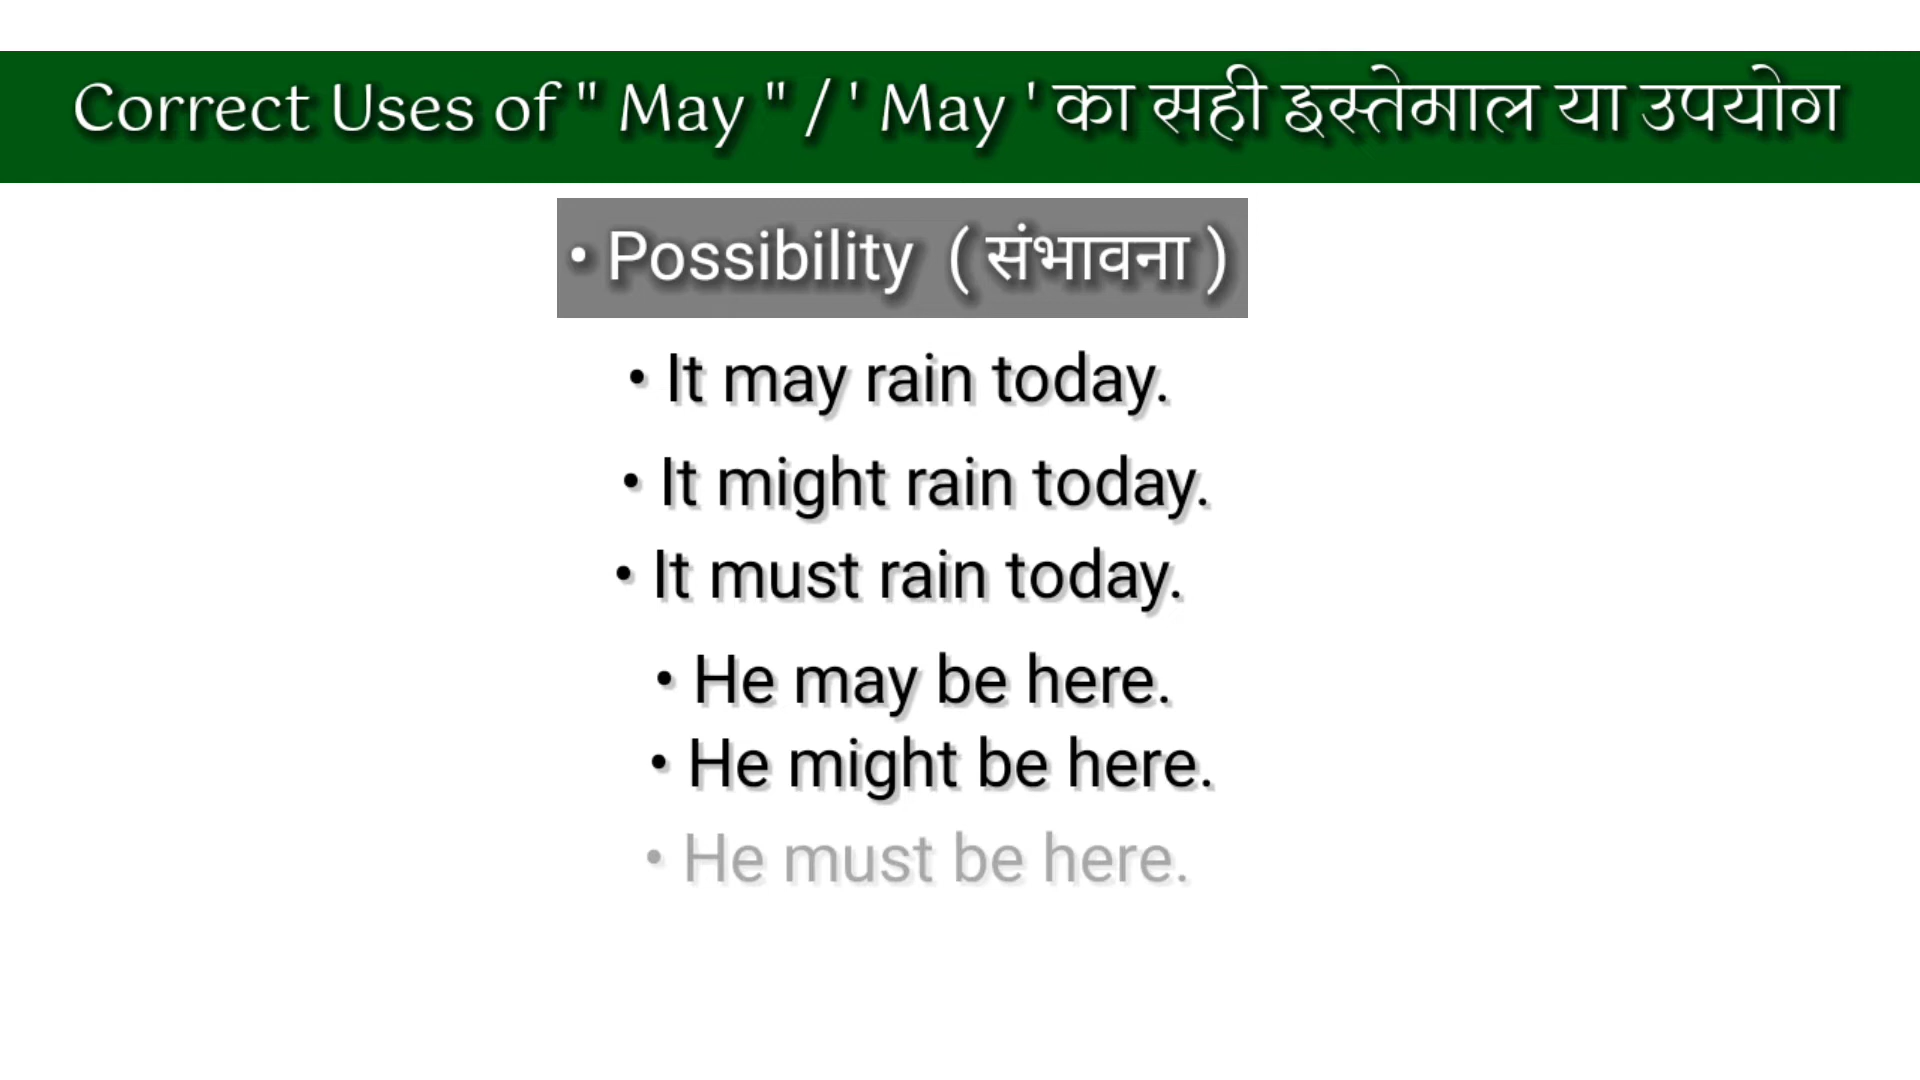 Correct Uses of " May " / ' May ' का सही इस्तेमाल या उपयोग
• Possibility ( संभावना )
• It may rain today.
• It might rain today.
• It must rain today.
• He may be here.
• He might be here.
• He must be here.